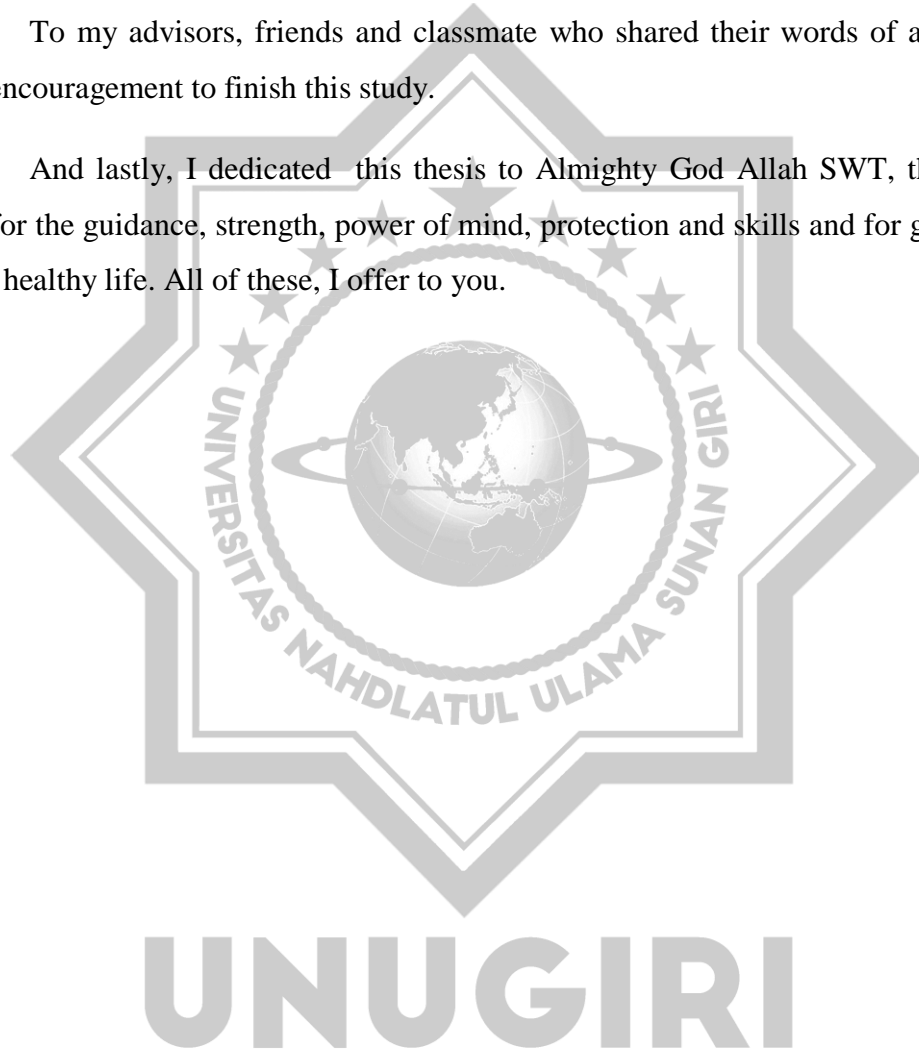 To my advisors, friends and classmate who shared their words of a
encouragement to finish this study.
And lastly, I dedicated this thesis to Almighty God Allah SWT, th
for the guidance, strength, power of mind, protection and skills and for g
healthy life. All of these, I offer to you.
UNIVERSITAS NAHDLATUL ULAMA SUNAN GIRI
UNUGIRI